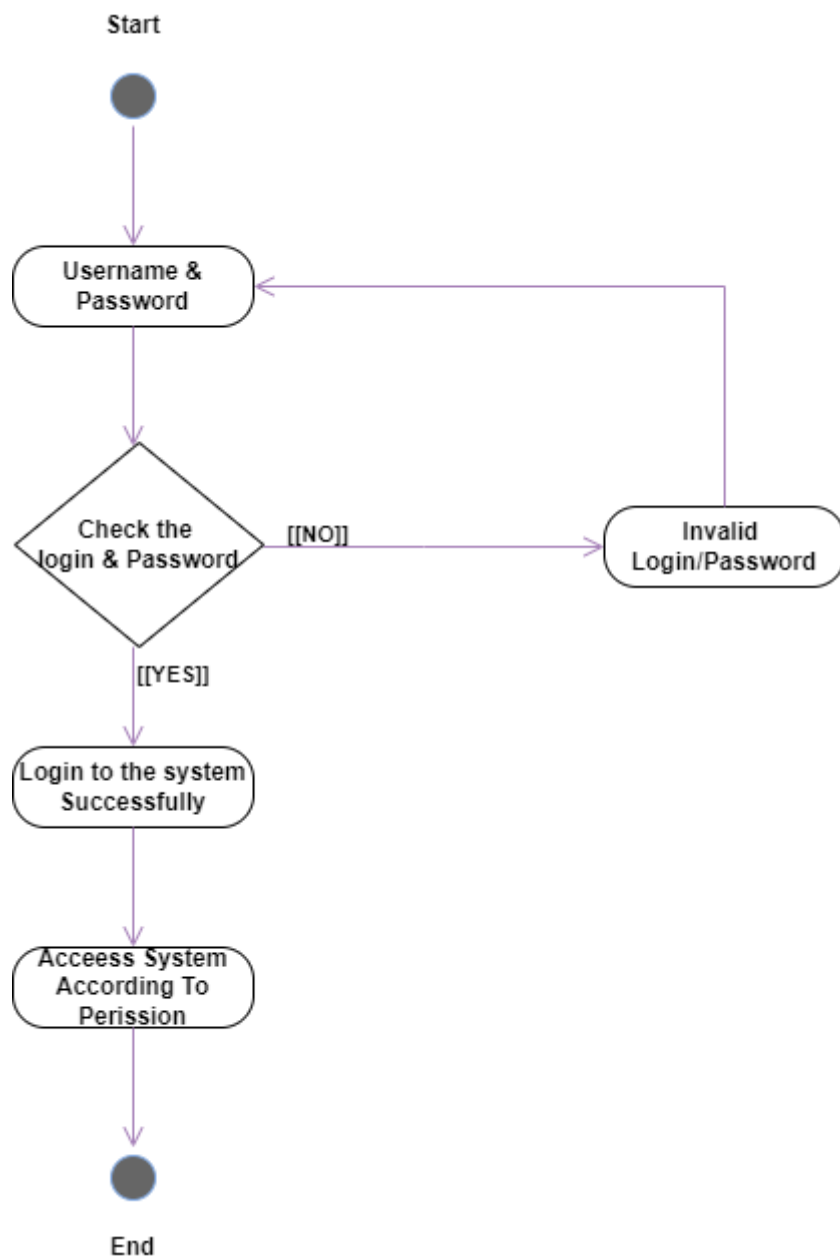 Start
Username &
Password
Check the
login & Password
[[NO]]
Invalid
Login/Password
[[YES]]
Login to the system
Successfully
Acceess System
According To
Perission
End